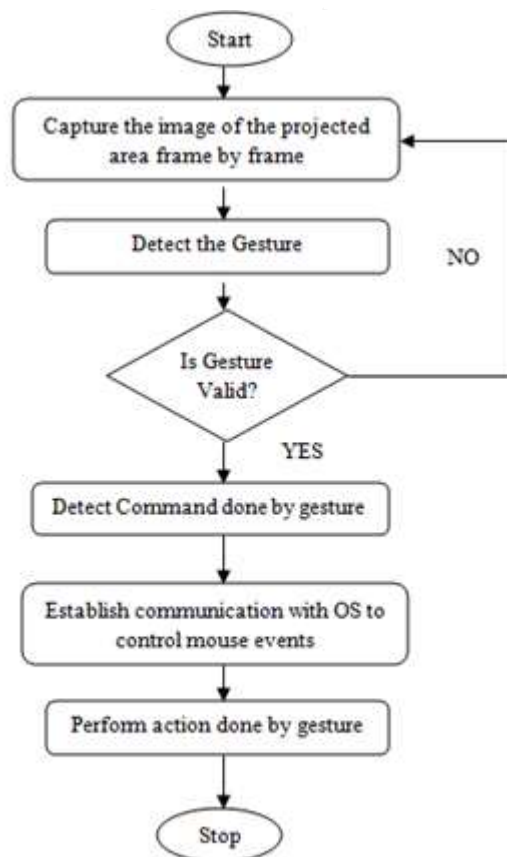 Start
Capture the image of the projected
area frame by frame
Detect the Gesture
NO
Is Gesture
Valid?
YES
Detect Command done by gesture
Establish communication with OS to
control mouse events
Perform action done by gesture
Stop